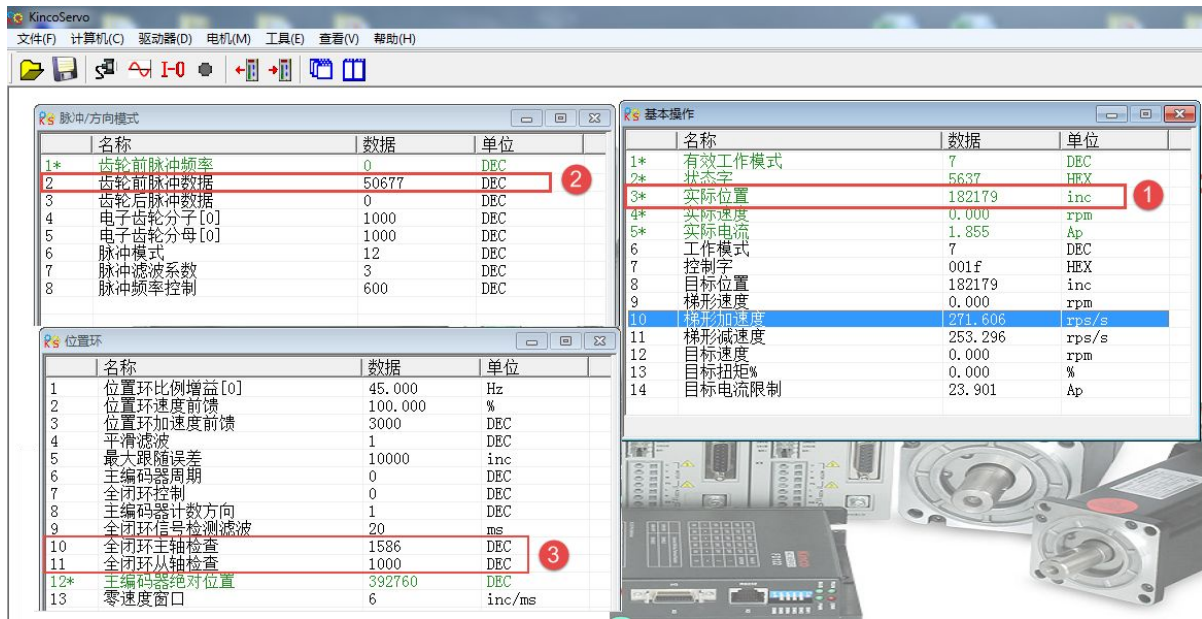 KincoServo
文件(F) 计算机(C) 驱动器(D) 电机(M) 工具(E) 查看(V) 帮助(H)
I-0
脉冲/方向模式
名称 数据 单位
1* 齿轮前脉冲频率 0 DEC
2 齿轮前脉冲数据 50677 DEC
2
3 齿轮后脉冲数据 0 DEC
4 电子齿轮分子[0] 1000 DEC
5 电子齿轮分母[0] 1000 DEC
6 脉冲模式 12 DEC
7 脉冲滤波系数 3 DEC
8 脉冲频率控制 600 DEC
基本操作
名称 数据 单位
1* 有效工作模式 7 DEC
2* 状态字 5637 HEX
3* 实际位置 182179 inc
1
4* 实际速度 0.000 rpm
5* 实际电流 1.855 Ap
6 工作模式 7 DEC
7 控制字 001f HEX
8 目标位置 182179 inc
9 梯形速度 0.000 rpm
10 梯形加速度 271.606 rps/s
11 梯形减速度 253.296 rps/s
12 目标速度 0.000 rpm
13 目标扭矩% 0.000 %
14 目标电流限制 23.901 Ap
位置环
名称 数据 单位
1 位置环比例增益[0] 45.000 Hz
2 位置环速度前馈 100.000 %
3 位置环加速度前馈 3000 DEC
4 平滑滤波 1 DEC
5 最大跟随误差 10000 inc
6 主编码器周期 0 DEC
7 全闭环控制 0 DEC
8 主编码器计数方向 1 DEC
9 全闭环信号检测滤波 20 ms
10 全闭环主轴检查 1586 DEC
11 全闭环从轴检查 1000 DEC
3
12* 主编码器绝对位置 392760 DEC
13 零速度窗口 6 inc/ms